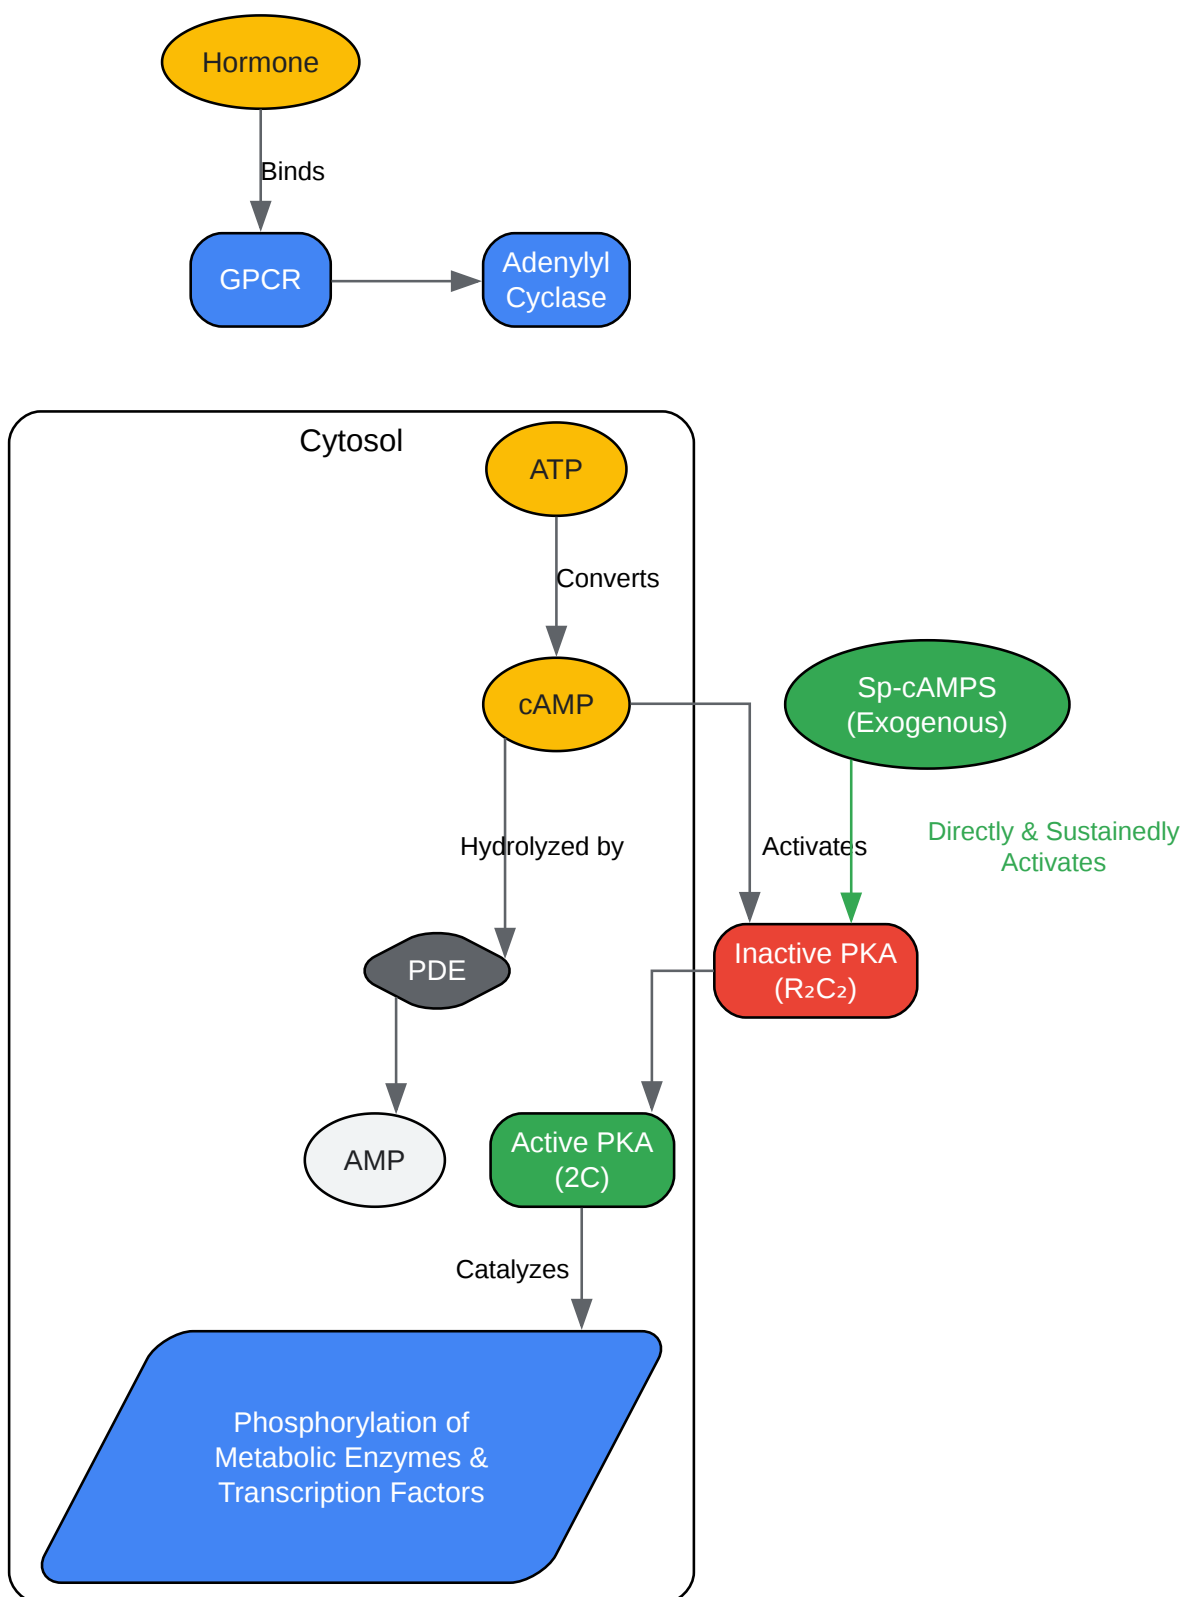 Hormone
Binds
GPCR
Adenylyl
Cyclase
Cytosol
ATP
Converts
cAMP
Sp-cAMPS
(Exogenous)
Hydrolyzed by
Activates
Directly & Sustainedly
Activates
PDE
Inactive PKA
(R₂C₂)
AMP
Active PKA
(2C)
Catalyzes
Phosphorylation of
Metabolic Enzymes &
Transcription Factors